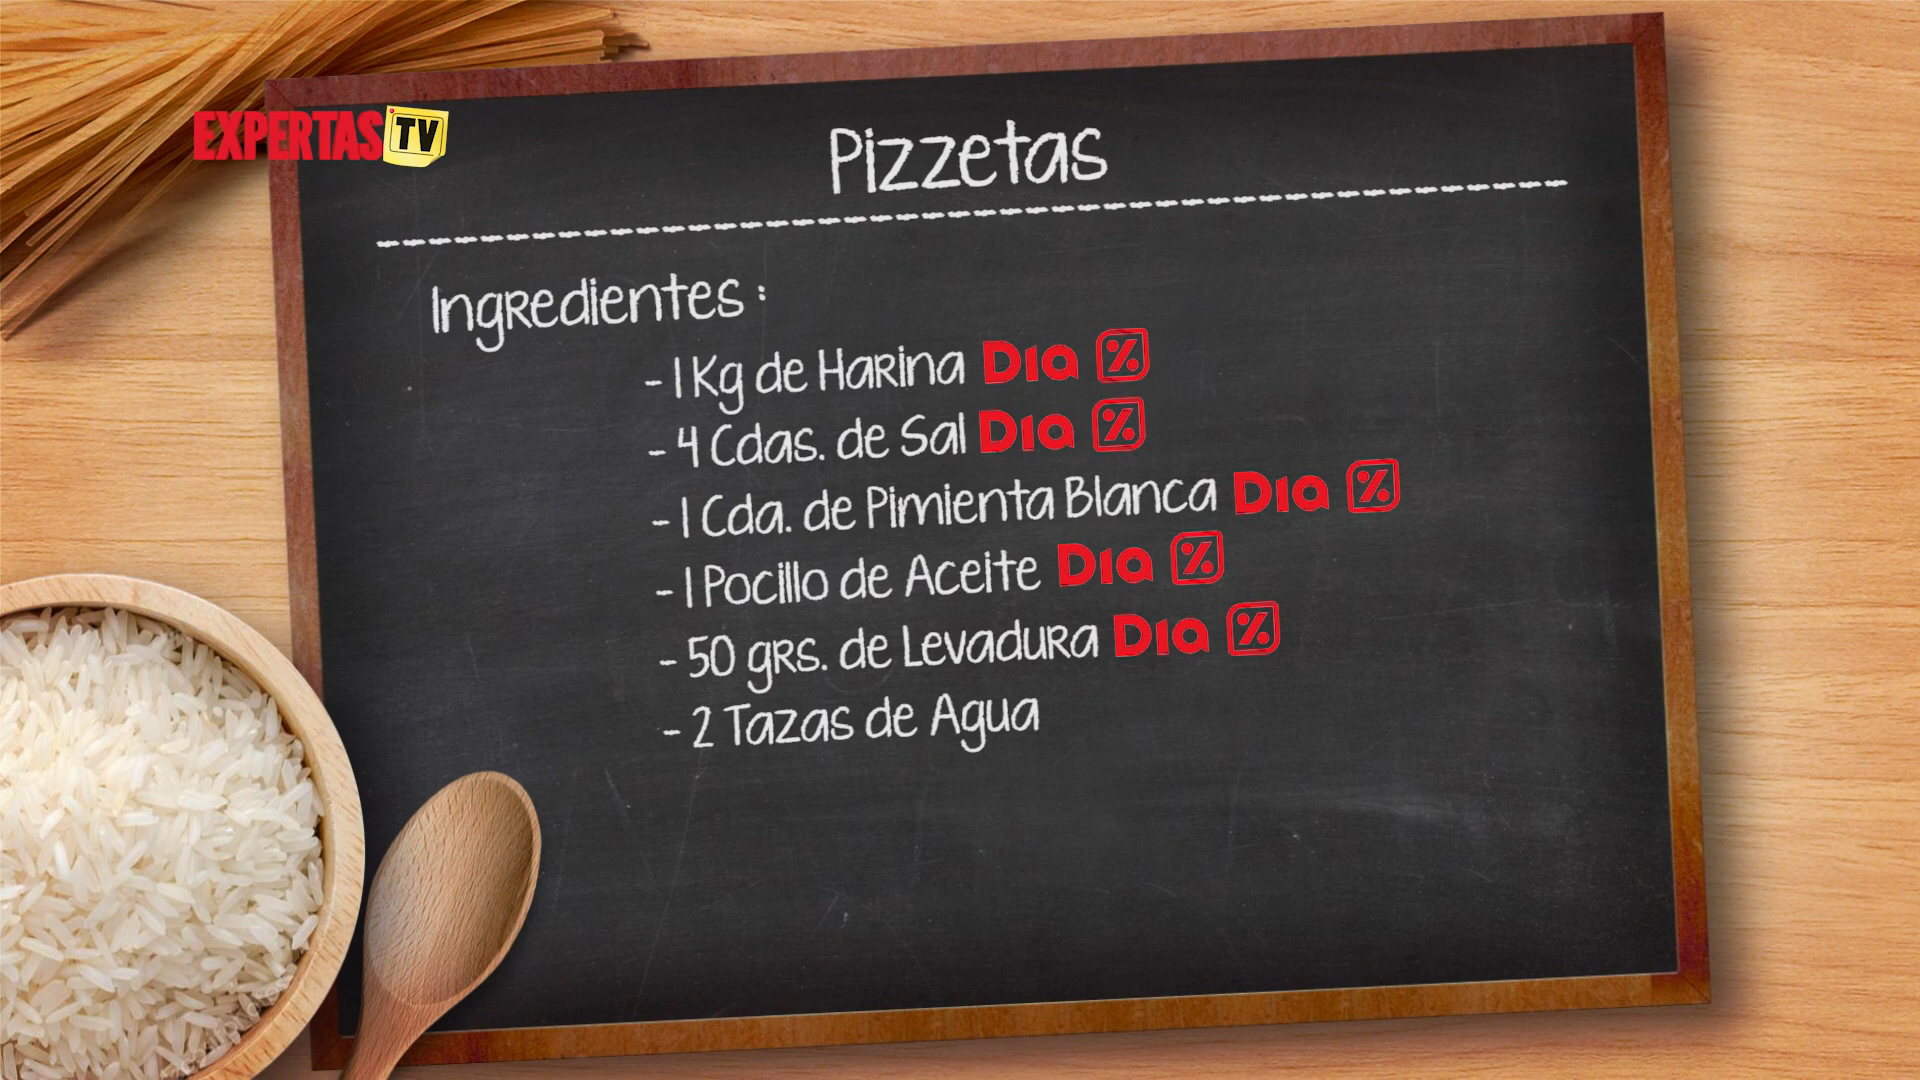 EXPERTAS TV
Pizzetas
Ingredientes :
- 1 Kg de Harina Dia %
- 4 Cdas. de Sal Dia %
- 1 Cda. de Pimienta Blanca Dia %
- 1 Pocillo de Aceite Dia %
- 50 grs. de Levadura Dia %
- 2 Tazas de Agua